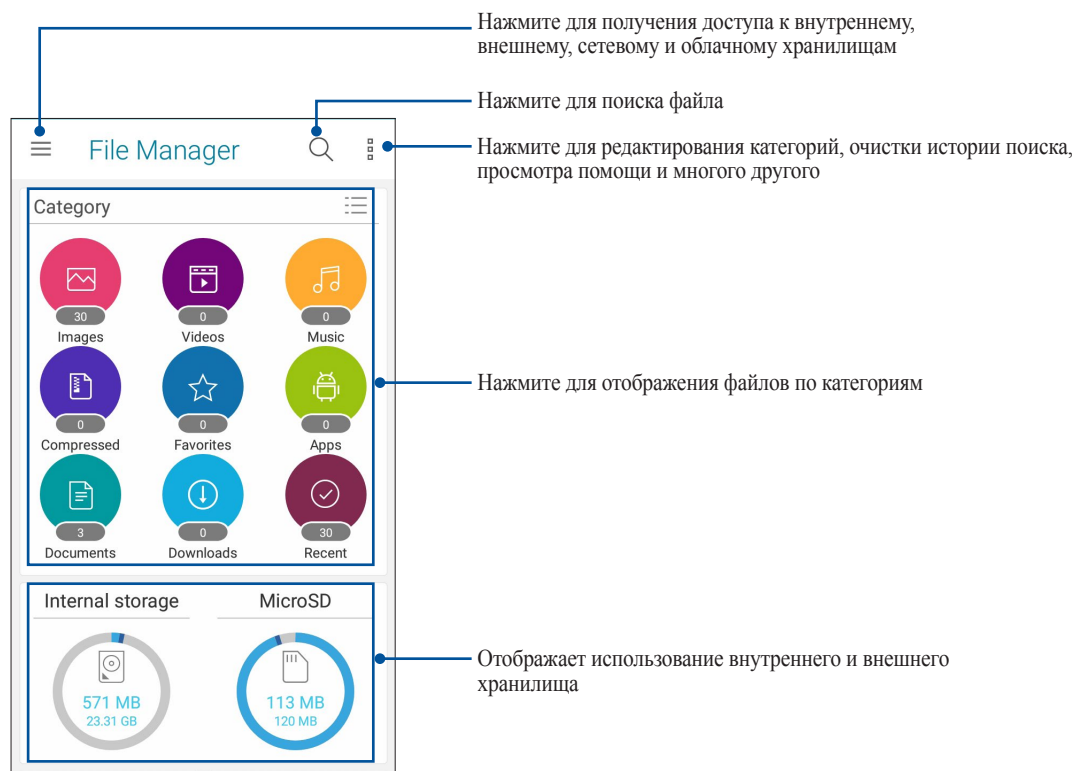 Нажмите для получения доступа к внутреннему,
внешнему, сетевому и облачному хранилищам
Нажмите для поиска файла
Нажмите для редактирования категорий, очистки истории поиска,
просмотра помощи и многого другого
File Manager
Category
30
0
0
Images
Videos
Music
0
0
0
Compressed
Favorites
Apps
Нажмите для отображения файлов по категориям
3
0
30
Documents
Downloads
Recent
Internal storage
MicroSD
571 MB
23.31 GB
113 MB
120 MB
Отображает использование внутреннего и внешнего
хранилища